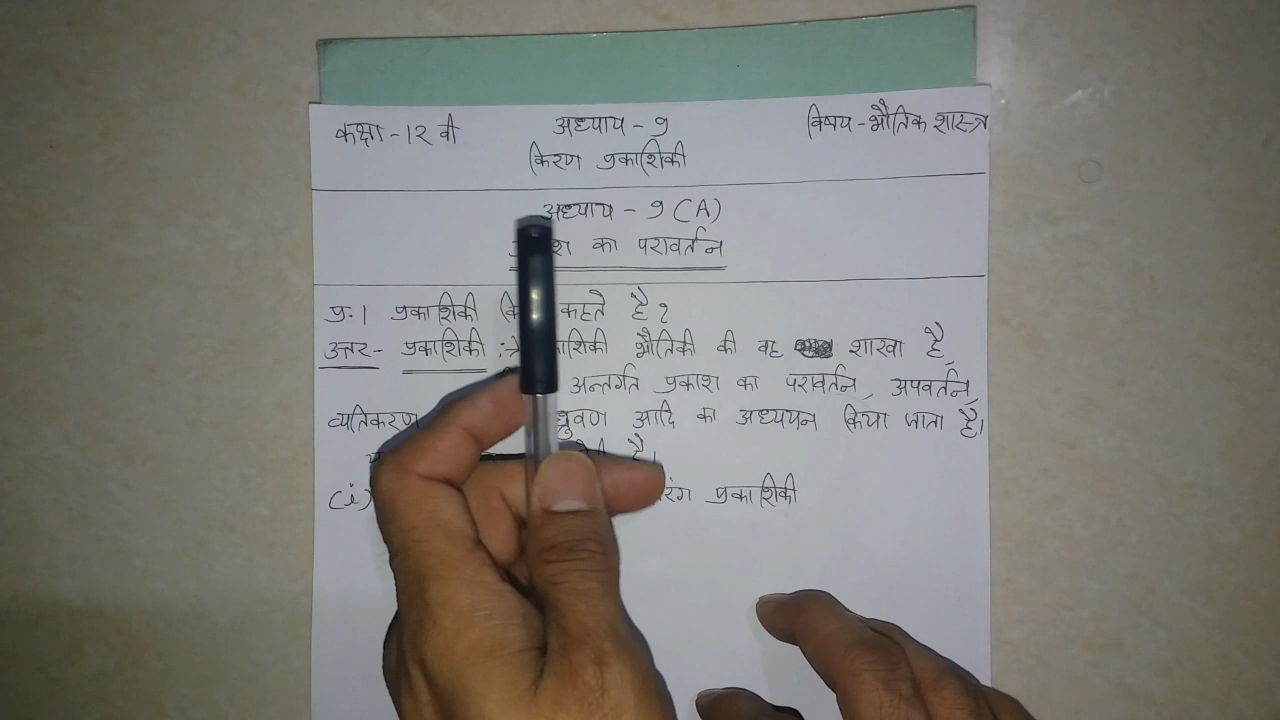 कक्षा -12 वी अध्याय - 9 विषय - भौतिक शास्त्र
किरण प्रकाशिकी
अध्याय - 9 (A)
का परावर्तन
प्र.1 प्रकाशिकी कहते है ?
उत्तर- प्रकाशिकी :→ भौतिकी की वह शाखा है,
अन्तर्गत प्रकाश का परावर्तन, अपवर्तन,
व्यतिकरण ध्रुवण आदि का अध्ययन किया जाता है।
है।
(i) प्रकाशिकी